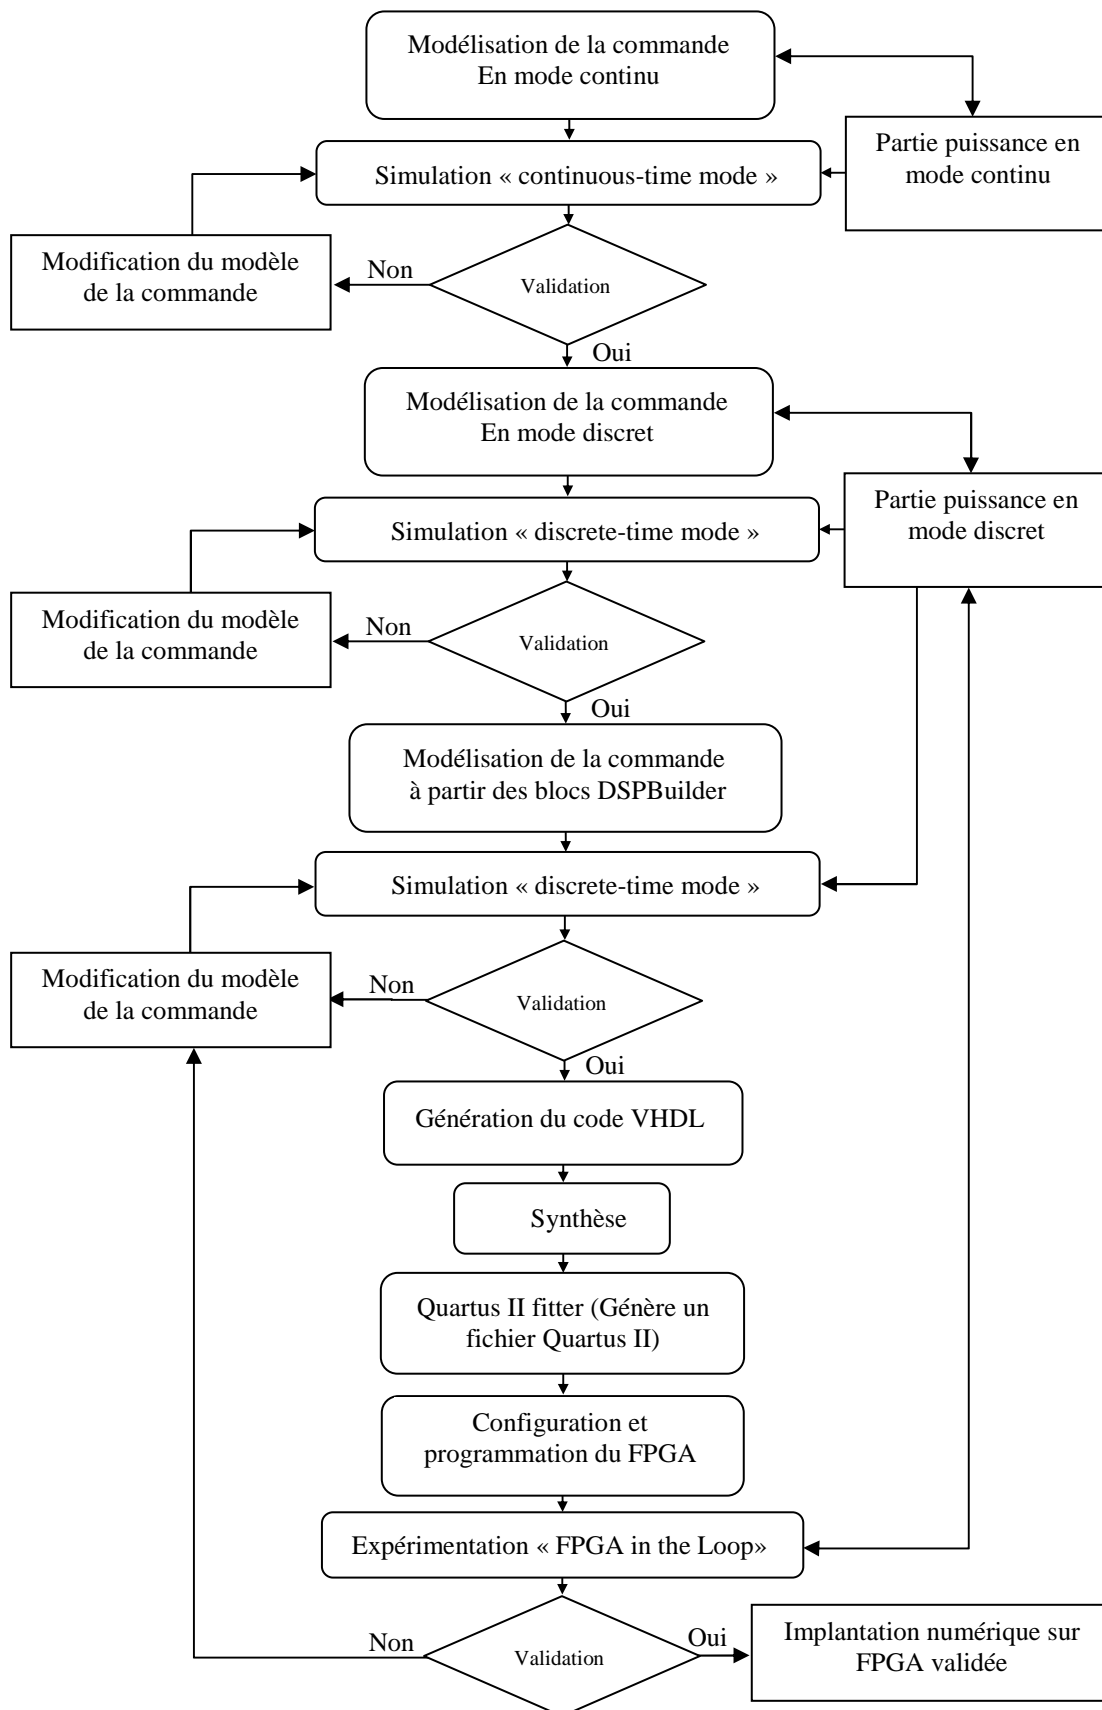 Modélisation de la commande
En mode continu
Partie puissance en
mode continu
Simulation « continuous-time mode »
Modification du modèle
de la commande
Non
Validation
Oui
Modélisation de la commande
En mode discret
Partie puissance en
mode discret
Simulation « discrete-time mode »
Modification du modèle
de la commande
Non
Validation
Oui
Modélisation de la commande
à partir des blocs DSPBuilder
Simulation « discrete-time mode »
Modification du modèle
de la commande
Non
Validation
Oui
Génération du code VHDL
Synthèse
Quartus II fitter (Génère un
fichier Quartus II)
Configuration et
programmation du FPGA
Expérimentation « FPGA in the Loop»
Non
Validation
Oui
Implantation numérique sur
FPGA validée